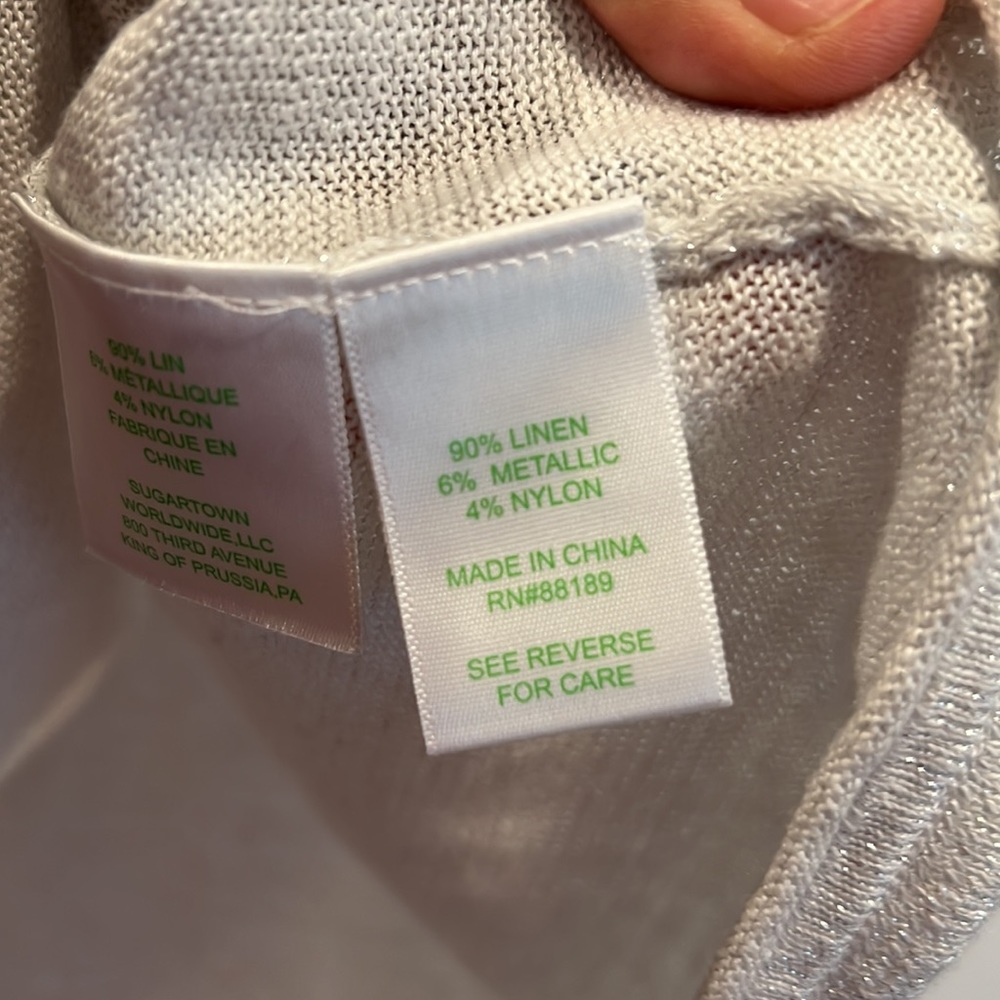 90% LIN
6% MÉTALLIQUE
4% NYLON
FABRIQUE EN
CHINE
SUGARTOWN
WORLDWIDE,LLC
800 THIRD AVENUE
KING OF PRUSSIA,PA
90% LINEN
6% METALLIC
4% NYLON
MADE IN CHINA
RN#88189
SEE REVERSE
FOR CARE